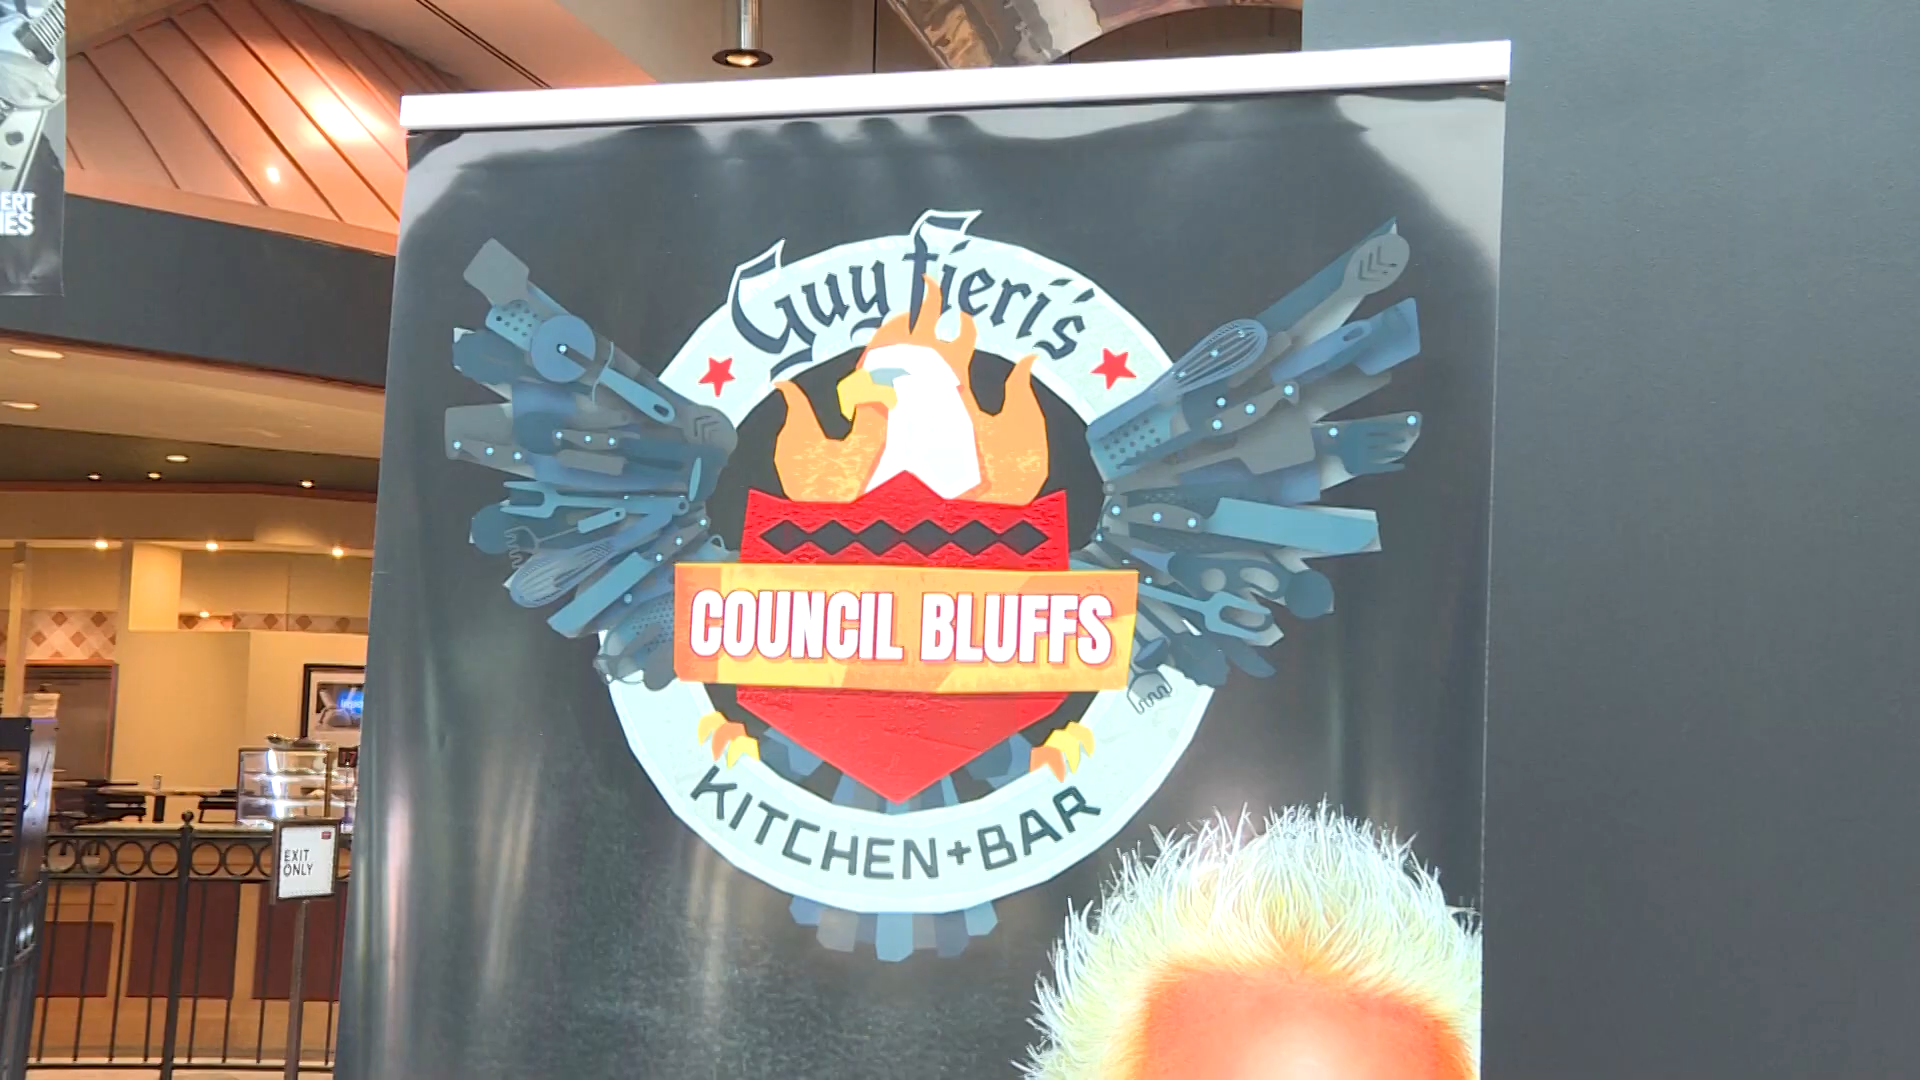 Guy Fieri's
COUNCIL BLUFFS
KITCHEN+BAR
EXIT
ONLY